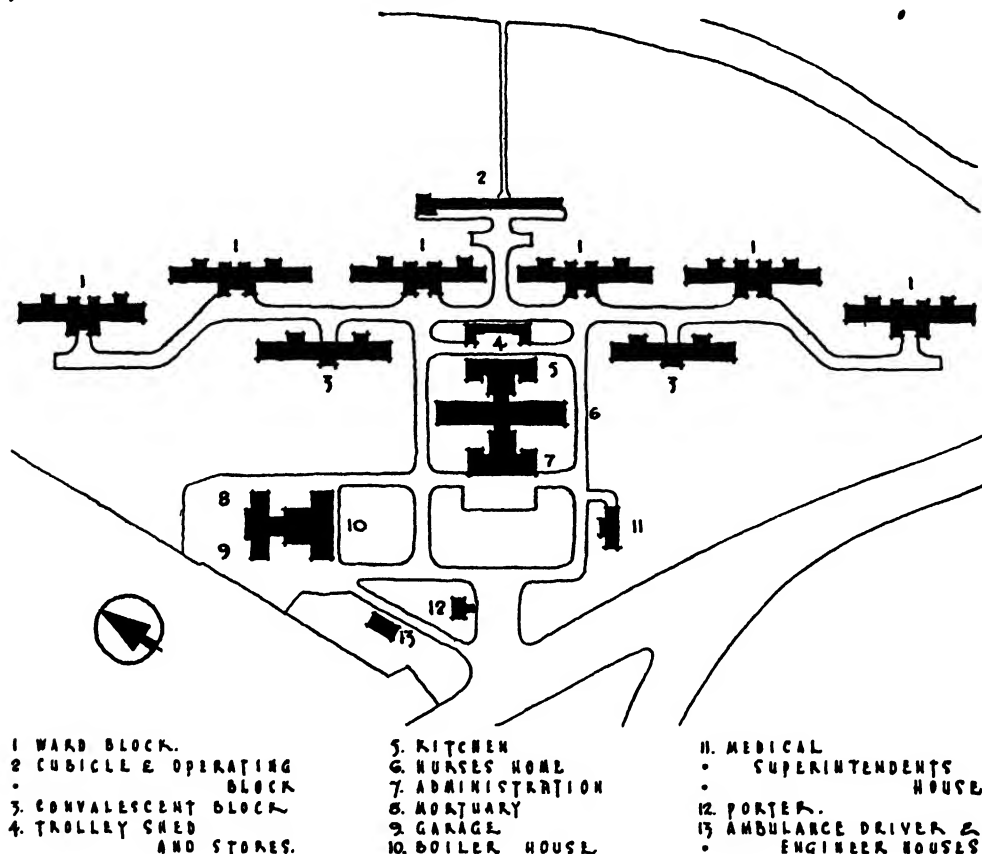 2
1
1
1
1
1
1
4
3
3
5
6
7
8
9
10
11
12
13
1 WARD BLOCK.
2 CUBICLE & OPERATING
" BLOCK
3. CONVALESCENT BLOCK
4. TROLLEY SHED
AND STORES.
5. KITCHEN
6. NURSES HOME
7. ADMINISTRATION
8. MORTUARY
9. GARAGE
10. BOILER HOUSE
11. MEDICAL
• SUPERINTENDENTS
• HOUSE
12. PORTER.
13 AMBULANCE DRIVER &
• ENGINEER HOUSES